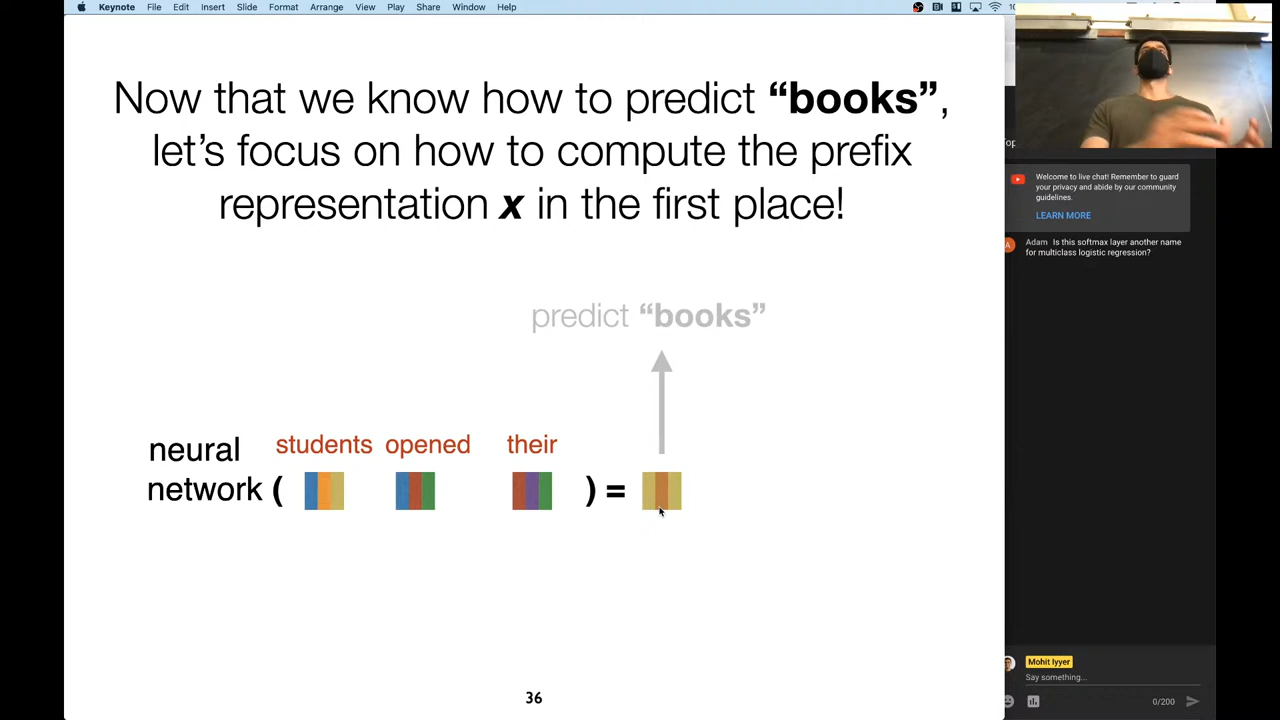 Keynote File Edit Insert Slide Format Arrange View Play Share Window Help
Now that we know how to predict “books”,
let’s focus on how to compute the prefix
representation x in the first place!
predict “books”
neural
network ( students opened their ) =
36
Welcome to live chat! Remember to guard
your privacy and abide by our community
guidelines.
LEARN MORE
Adam Is this softmax layer another name
for multiclass logistic regression?
Mohit Iyyer
Say something...
0/200